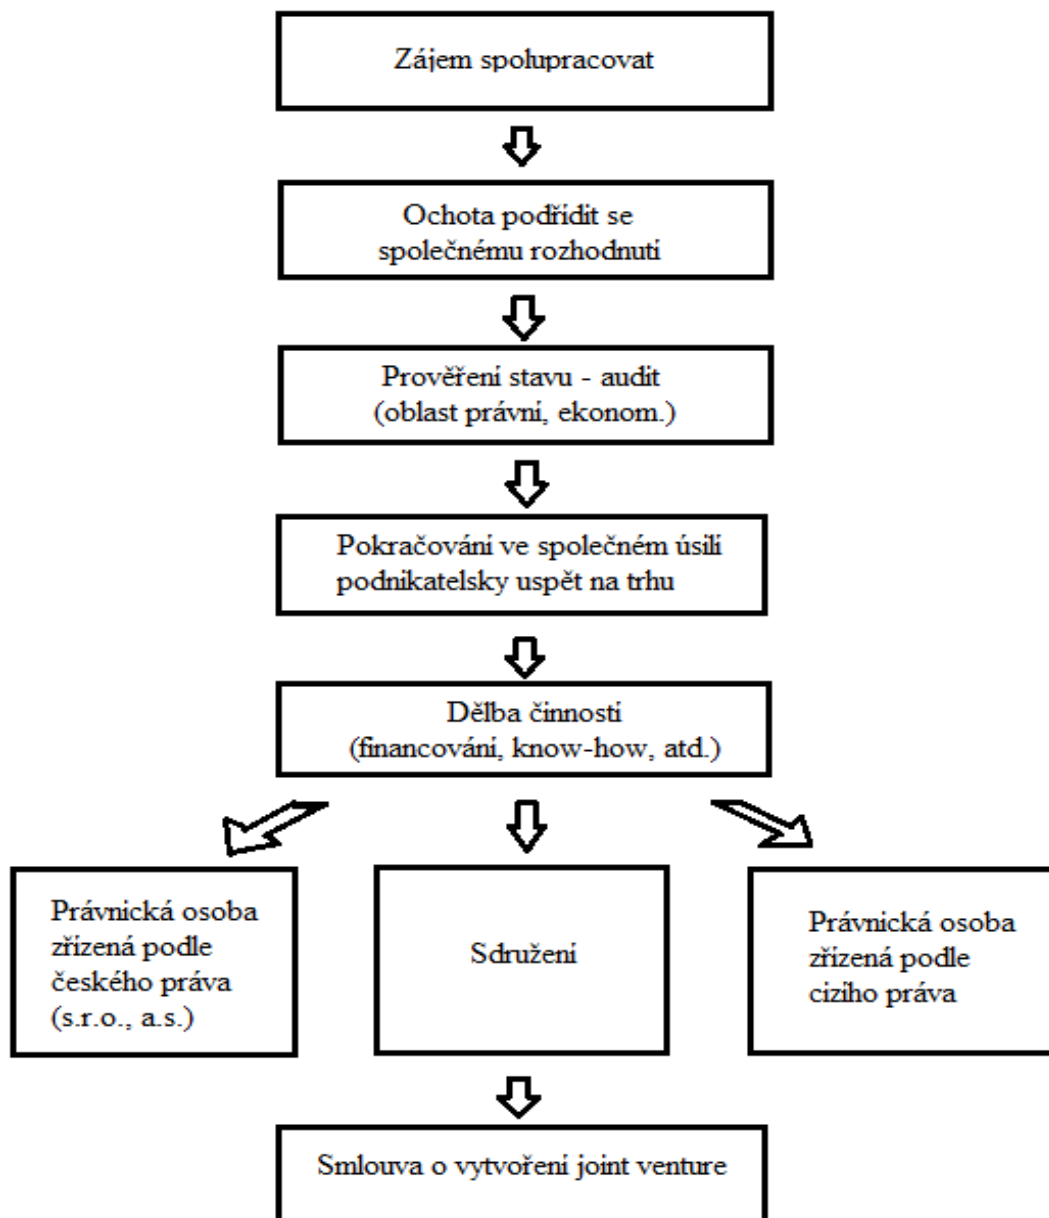 Zájem spolupracovat
Ochota podřídit se
společnému rozhodnutí
Prověření stavu - audit
(oblast právní, ekonom.)
Pokračování ve společném úsilí
podnikatelsky uspět na trhu
Dělba činností
(financování, know-how, atd.)
Právnická osoba
zřízená podle
českého práva
(s.r.o., a.s.)
Sdružení
Právnická osoba
zřízená podle
cizího práva
Smlouva o vytvoření joint venture